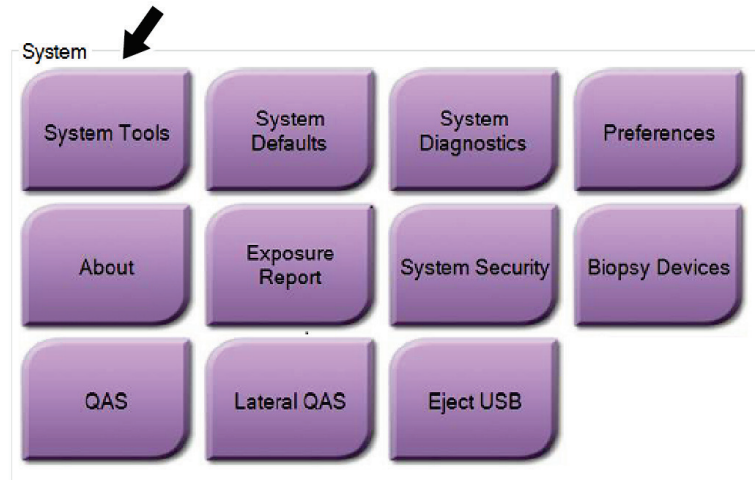 System
System Tools
System
Defaults
System
Diagnostics
Preferences
About
Exposure
Report
System Security
Biopsy Devices
QAS
Lateral QAS
Eject USB